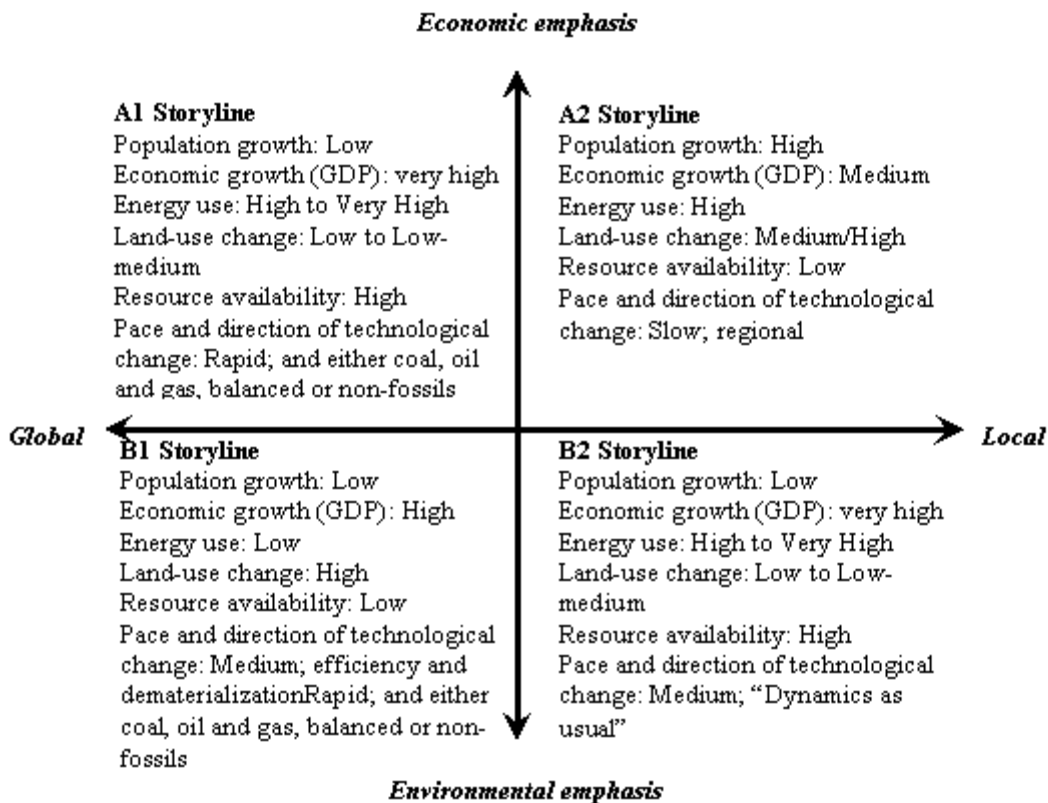 Economic emphasis
A1 Storyline
Population growth: Low
Economic growth (GDP): very high
Energy use: High to Very High
Land-use change: Low to Low-
medium
Resource availability: High
Pace and direction of technological
change: Rapid; and either coal, oil
and gas, balanced or non-fossils
A2 Storyline
Population growth: High
Economic growth (GDP): Medium
Energy use: High
Land-use change: Medium/High
Resource availability: Low
Pace and direction of technological
change: Slow; regional
Global
Local
B1 Storyline
Population growth: Low
Economic growth (GDP): High
Energy use: Low
Land-use change: High
Resource availability: Low
Pace and direction of technological
change: Medium; efficiency and
dematerializationRapid; and either
coal, oil and gas, balanced or non-
fossils
B2 Storyline
Population growth: Low
Economic growth (GDP): very high
Energy use: High to Very High
Land-use change: Low to Low-
medium
Resource availability: High
Pace and direction of technological
change: Medium; “Dynamics as
usual”
Environmental emphasis